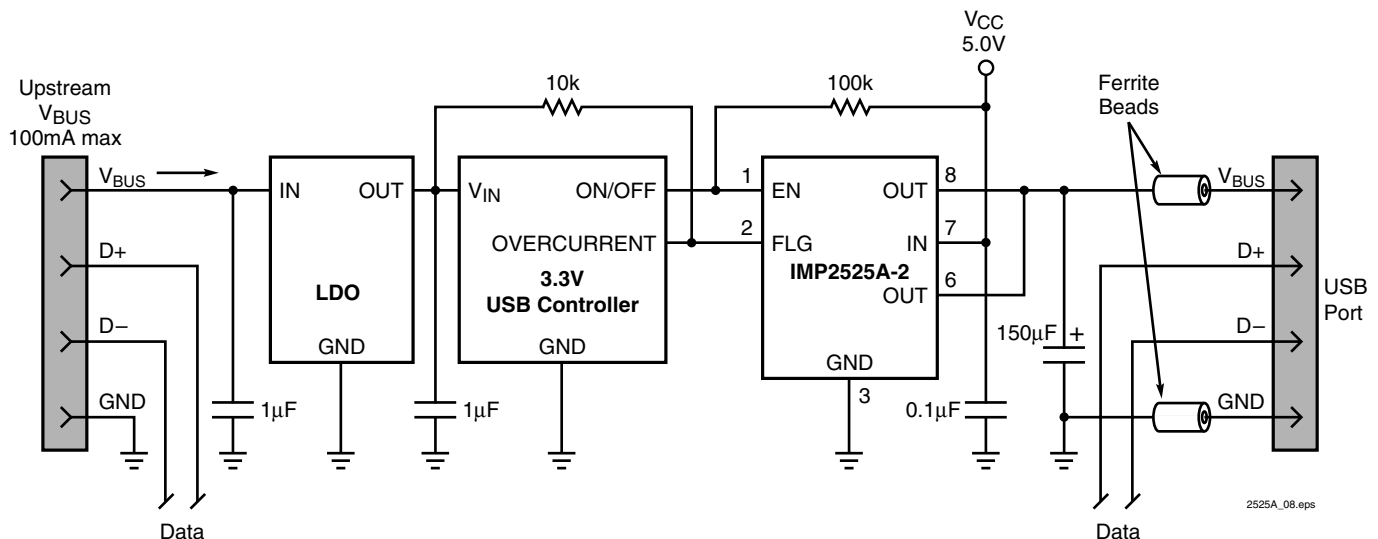 Upstream
VBUS
100mA max
VBUS
D+
D−
GND
Data
1µF
IN
OUT
LDO
GND
10k
1µF
VIN
ON/OFF
OVERCURRENT
3.3V
USB Controller
GND
100k
VCC
5.0V
1
2
EN
FLG
OUT
IN
OUT
IMP2525A-2
GND
3
8
7
6
0.1µF
150µF
+
Ferrite
Beads
VBUS
D+
D−
GND
USB
Port
Data
2525A_08.eps